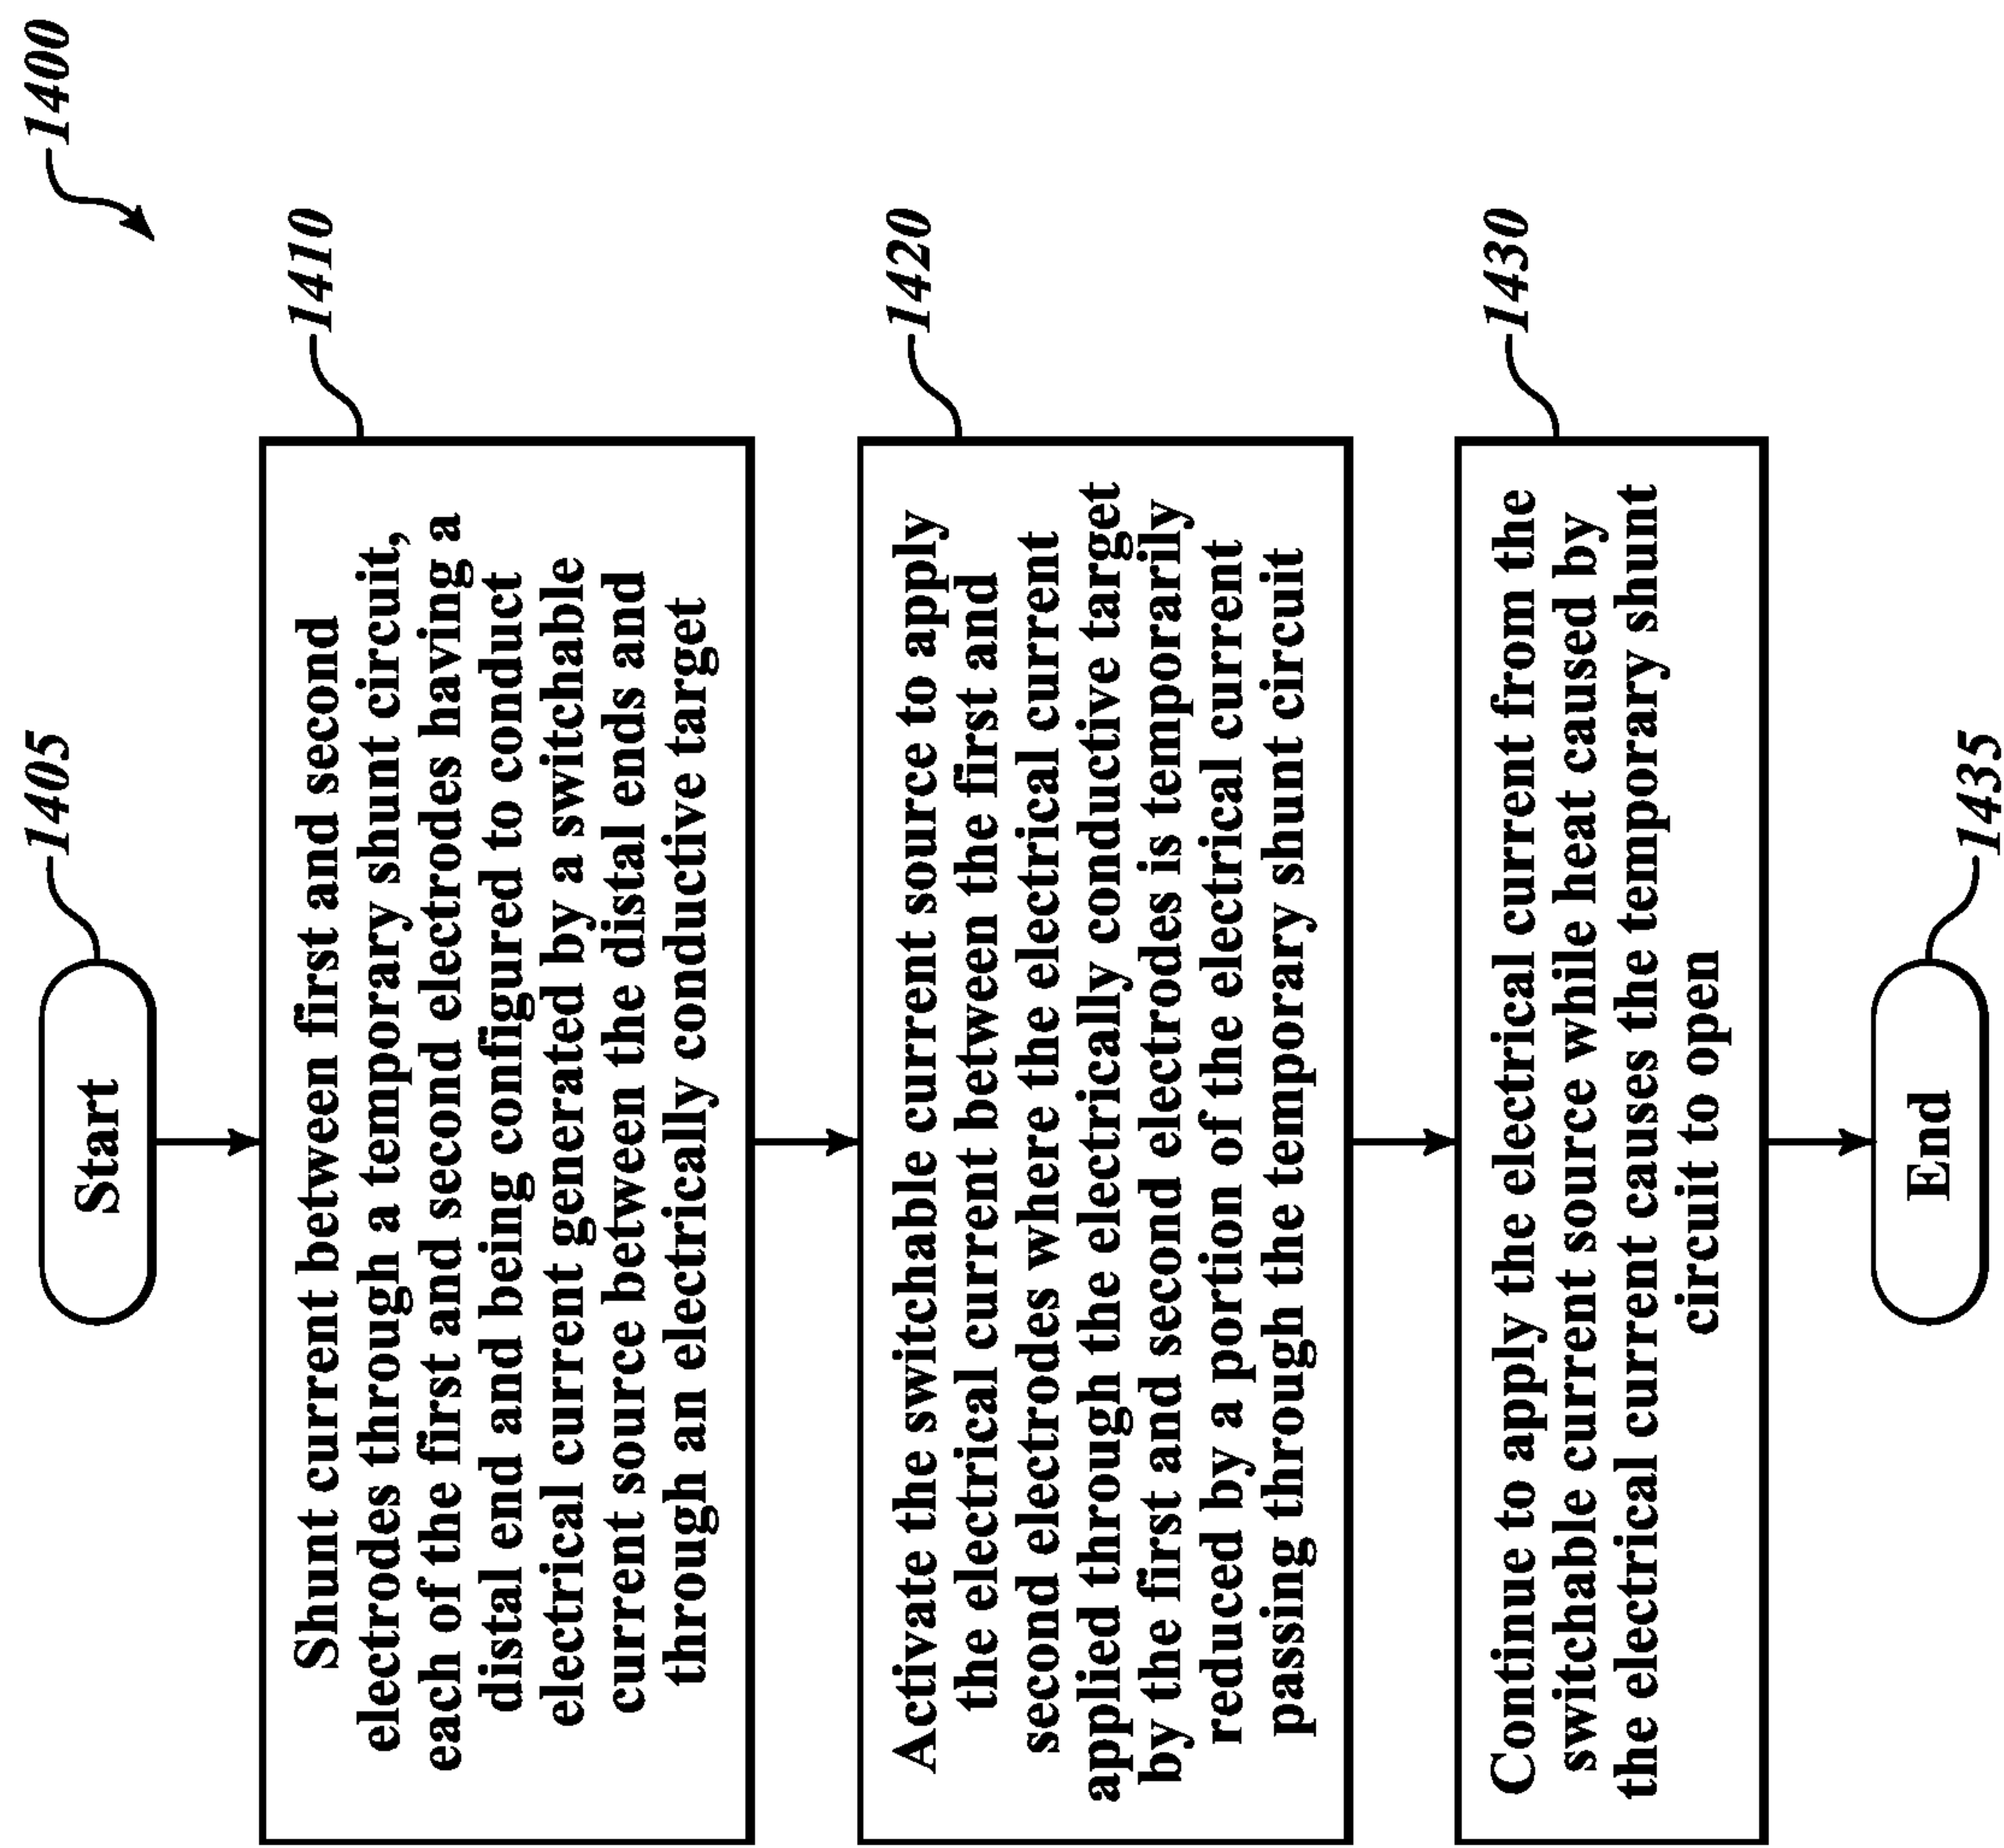 1400
1405
Start
1410
Shunt current between first and second
electrodes through a temporary shunt circuit,
each of the first and second electrodes having a
distal end and being configured to conduct
electrical current generated by a switchable
current source between the distal ends and
through an electrically conductive target
1420
Activate the switchable current source to apply
the electrical current between the first and
second electrodes where the electrical current
applied through the electrically conductive target
by the first and second electrodes is temporarily
reduced by a portion of the electrical current
passing through the temporary shunt circuit
1430
Continue to apply the electrical current from the
switchable current source while heat caused by
the electrical current causes the temporary shunt
circuit to open
End
1435